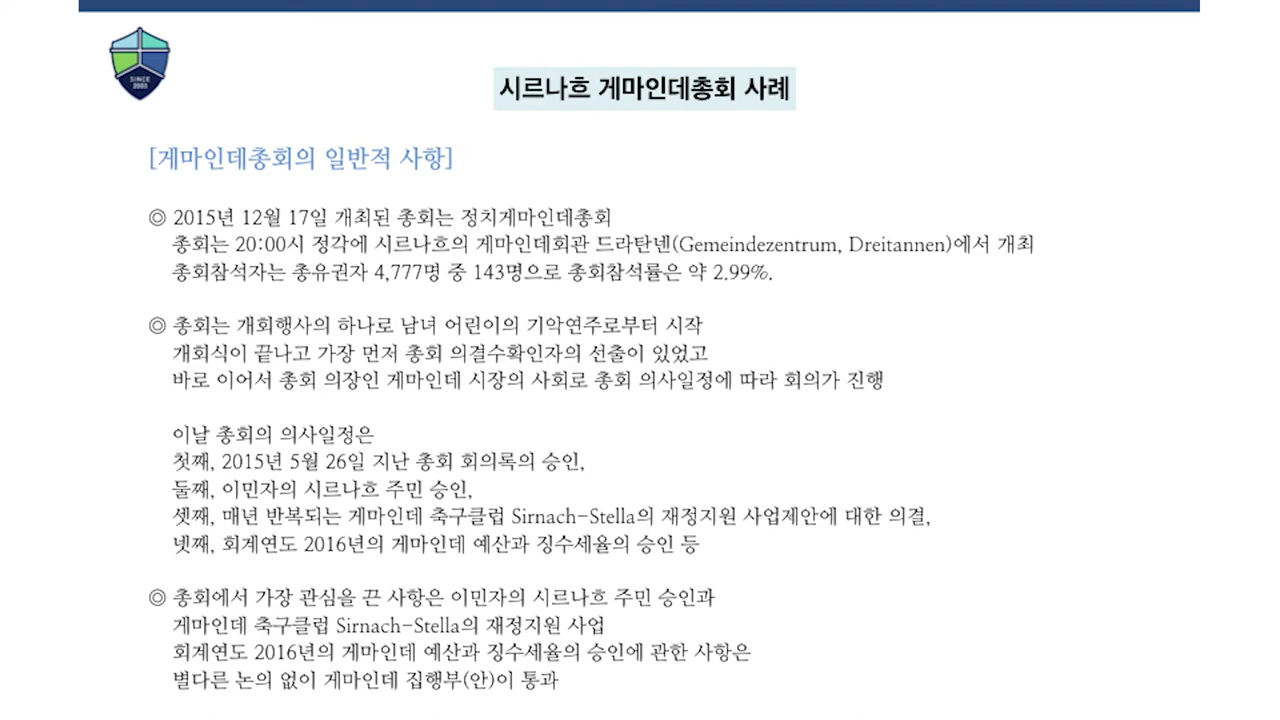 SINCE
2003
시르나흐 게마인데총회 사례
[게마인데총회의 일반적 사항]
◎ 2015년 12월 17일 개최된 총회는 정치게마인데총회
총회는 20:00시 정각에 시르나흐의 게마인데회관 드라탄넨(Gemeindezentrum, Dreitannen)에서 개최
총회참석자는 총유권자 4,777명 중 143명으로 총회참석률은 약 2.99%.
◎ 총회는 개회행사의 하나로 남녀 어린이의 기악연주로부터 시작
개회식이 끝나고 가장 먼저 총회 의결수확인자의 선출이 있었고
바로 이어서 총회 의장인 게마인데 시장의 사회로 총회 의사일정에 따라 회의가 진행
이날 총회의 의사일정은
첫째, 2015년 5월 26일 지난 총회 회의록의 승인,
둘째, 이민자의 시르나흐 주민 승인,
셋째, 매년 반복되는 게마인데 축구클럽 Sirnach-Stella의 재정지원 사업제안에 대한 의결,
넷째, 회계연도 2016년의 게마인데 예산과 징수세율의 승인 등
◎ 총회에서 가장 관심을 끈 사항은 이민자의 시르나흐 주민 승인과
게마인데 축구클럽 Sirnach-Stella의 재정지원 사업
회계연도 2016년의 게마인데 예산과 징수세율의 승인에 관한 사항은
별다른 논의 없이 게마인데 집행부(안)이 통과